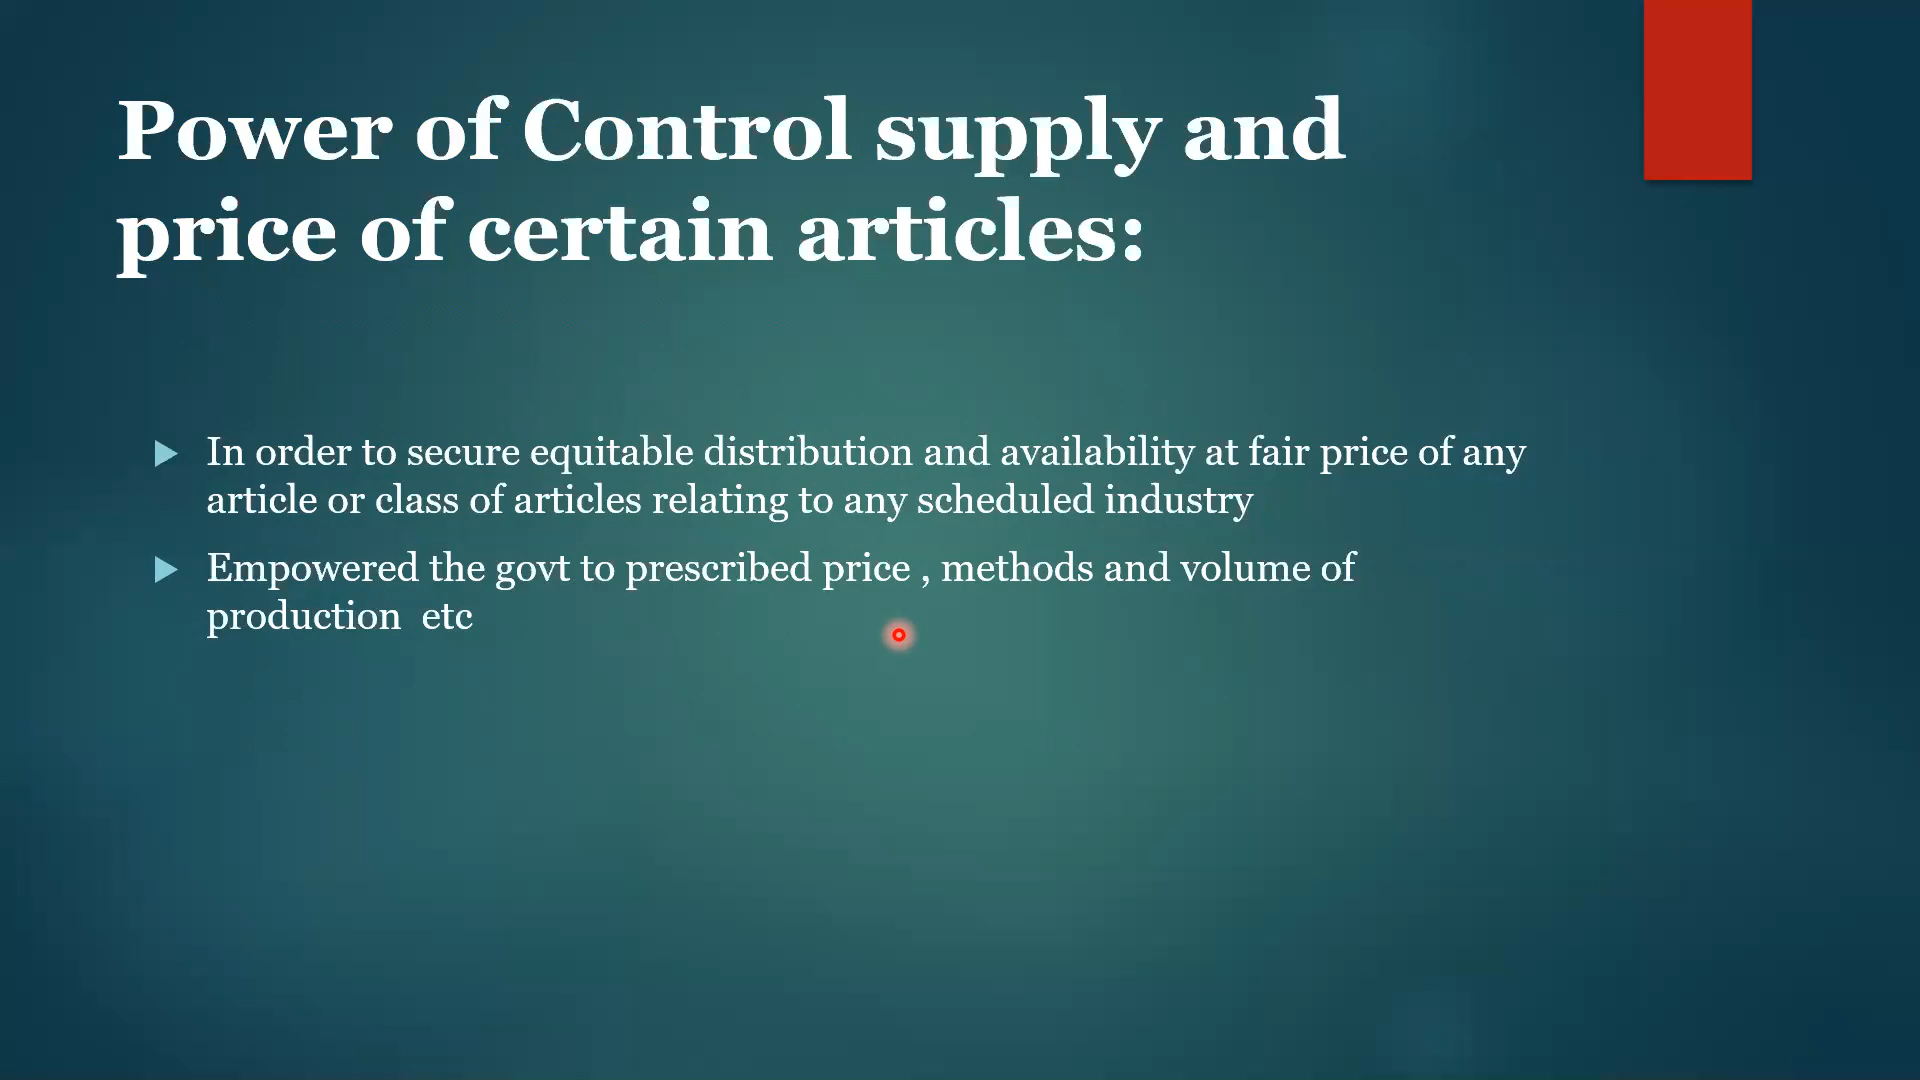 Power of Control supply and
price of certain articles:
In order to secure equitable distribution and availability at fair price of any
article or class of articles relating to any scheduled industry
Empowered the govt to prescribed price , methods and volume of
production  etc